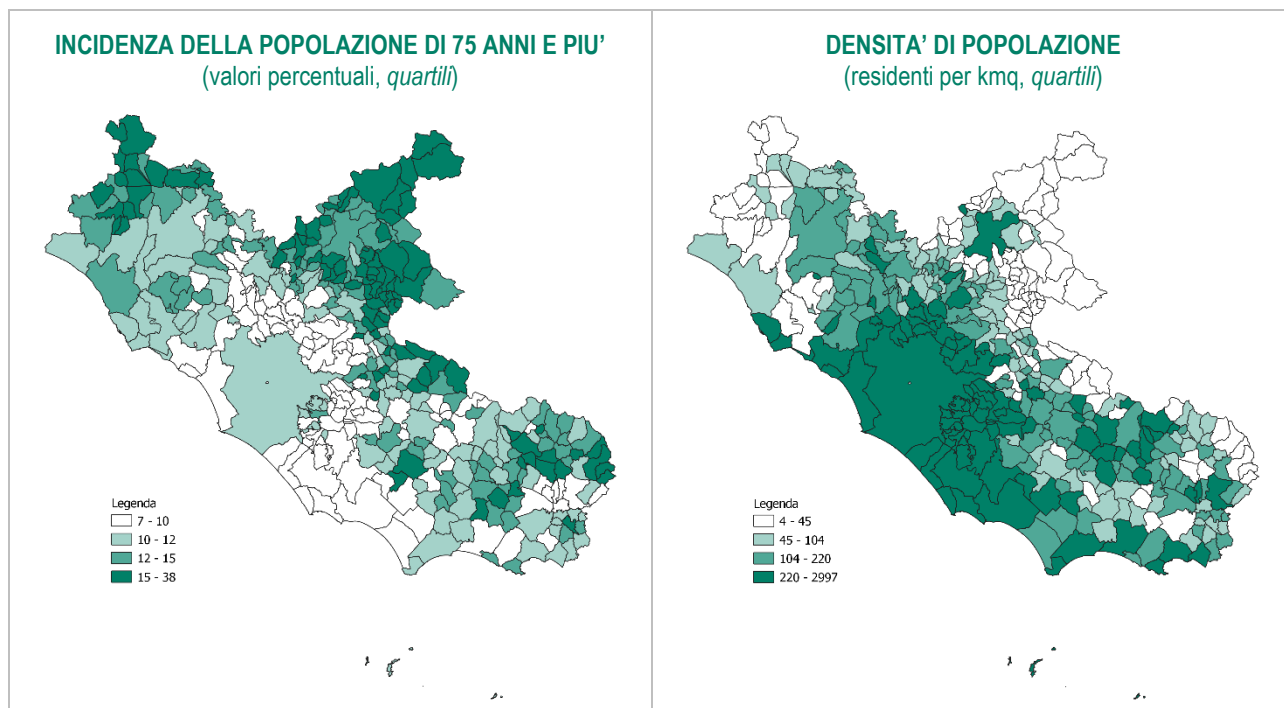 INCIDENZA DELLA POPOLAZIONE DI 75 ANNI E PIU'
(valori percentuali, quartili)
Legenda
7 - 10
10 - 12
12 - 15
15 - 38
DENSITA' DI POPOLAZIONE
(residenti per kmq, quartili)
Legenda
4 - 45
45 - 104
104 - 220
220 - 2997